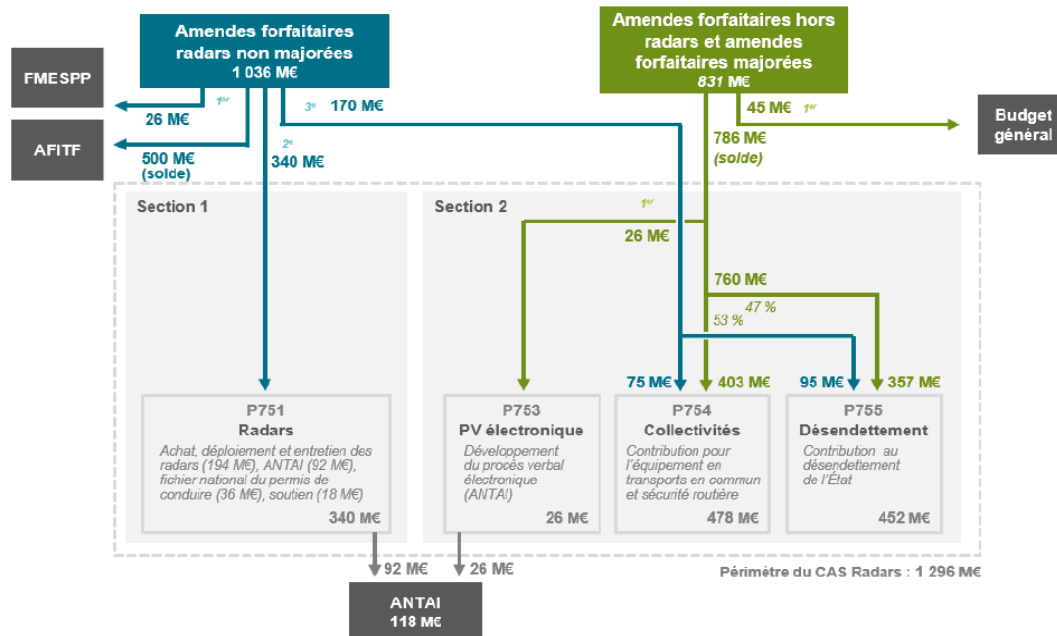 Amendes forfaitaires
radars non majorées
1 036 M€
Amendes forfaitaires hors
radars et amendes
forfaitaires majorées
831 M€
FMESPP
AFITF
Budget
général
1er
26 M€
500 M€
(solde)
2e
340 M€
3e 170 M€
45 M€ 1er
786 M€
(solde)
Section 1
Section 2
1er
26 M€
760 M€
47 %
53 %
75 M€
403 M€
95 M€
357 M€
P751
Radars
Achat, déploiement et entretien des
radars (194 M€), ANTAI (92 M€),
fichier national du permis de
conduire (36 M€), soutien (18 M€)
340 M€
P753
PV électronique
Développement
du procès verbal
électronique
(ANTAI)
26 M€
P754
Collectivités
Contribution pour
l'équipement en
transports en commun
et sécurité routière
478 M€
P755
Désendettement
Contribution au
désendettement
de l'État
452 M€
92 M€
26 M€
Périmètre du CAS Radars : 1 296 M€
ANTAI
118 M€